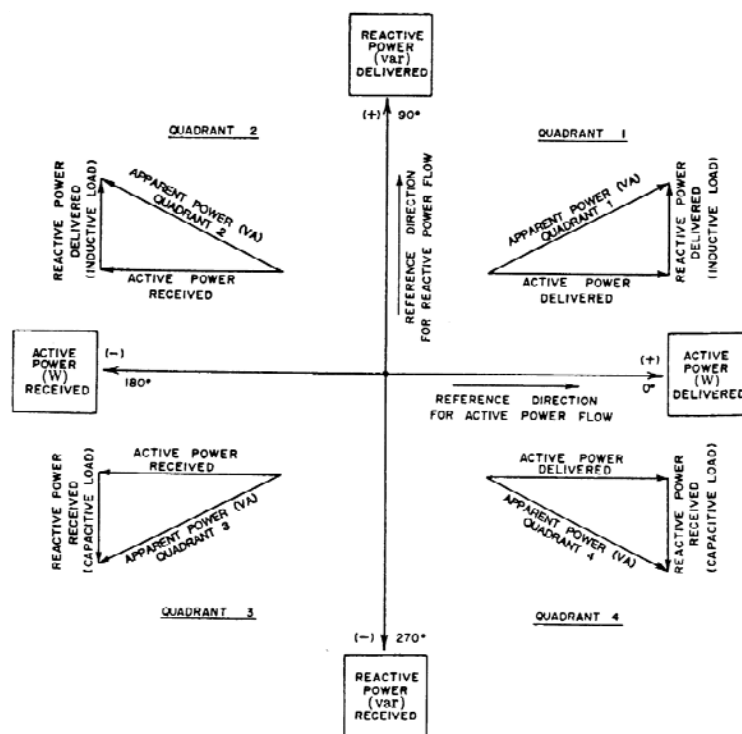 REACTIVE
POWER
(var)
DELIVERED
(+)
90°
QUADRANT 2
QUADRANT 1
REACTIVE POWER
DELIVERED
(INDUCTIVE LOAD)
APPARENT POWER (VA)
QUADRANT 2
ACTIVE POWER
RECEIVED
REFERENCE DIRECTION
FOR REACTIVE POWER FLOW
APPARENT POWER (VA)
QUADRANT 1
ACTIVE POWER
DELIVERED
REACTIVE POWER
DELIVERED
(INDUCTIVE LOAD)
ACTIVE
POWER
(W)
RECEIVED
(-)
180°
(+)
0°
ACTIVE
POWER
(W)
DELIVERED
REFERENCE DIRECTION
FOR ACTIVE POWER FLOW
REACTIVE POWER
RECEIVED
(CAPACITIVE LOAD)
ACTIVE POWER
RECEIVED
APPARENT POWER (VA)
QUADRANT 3
ACTIVE POWER
DELIVERED
APPARENT POWER (VA)
QUADRANT 4
REACTIVE POWER
RECEIVED
(CAPACITIVE LOAD)
QUADRANT 3
QUADRANT 4
(-)
270°
REACTIVE
POWER
(var)
RECEIVED